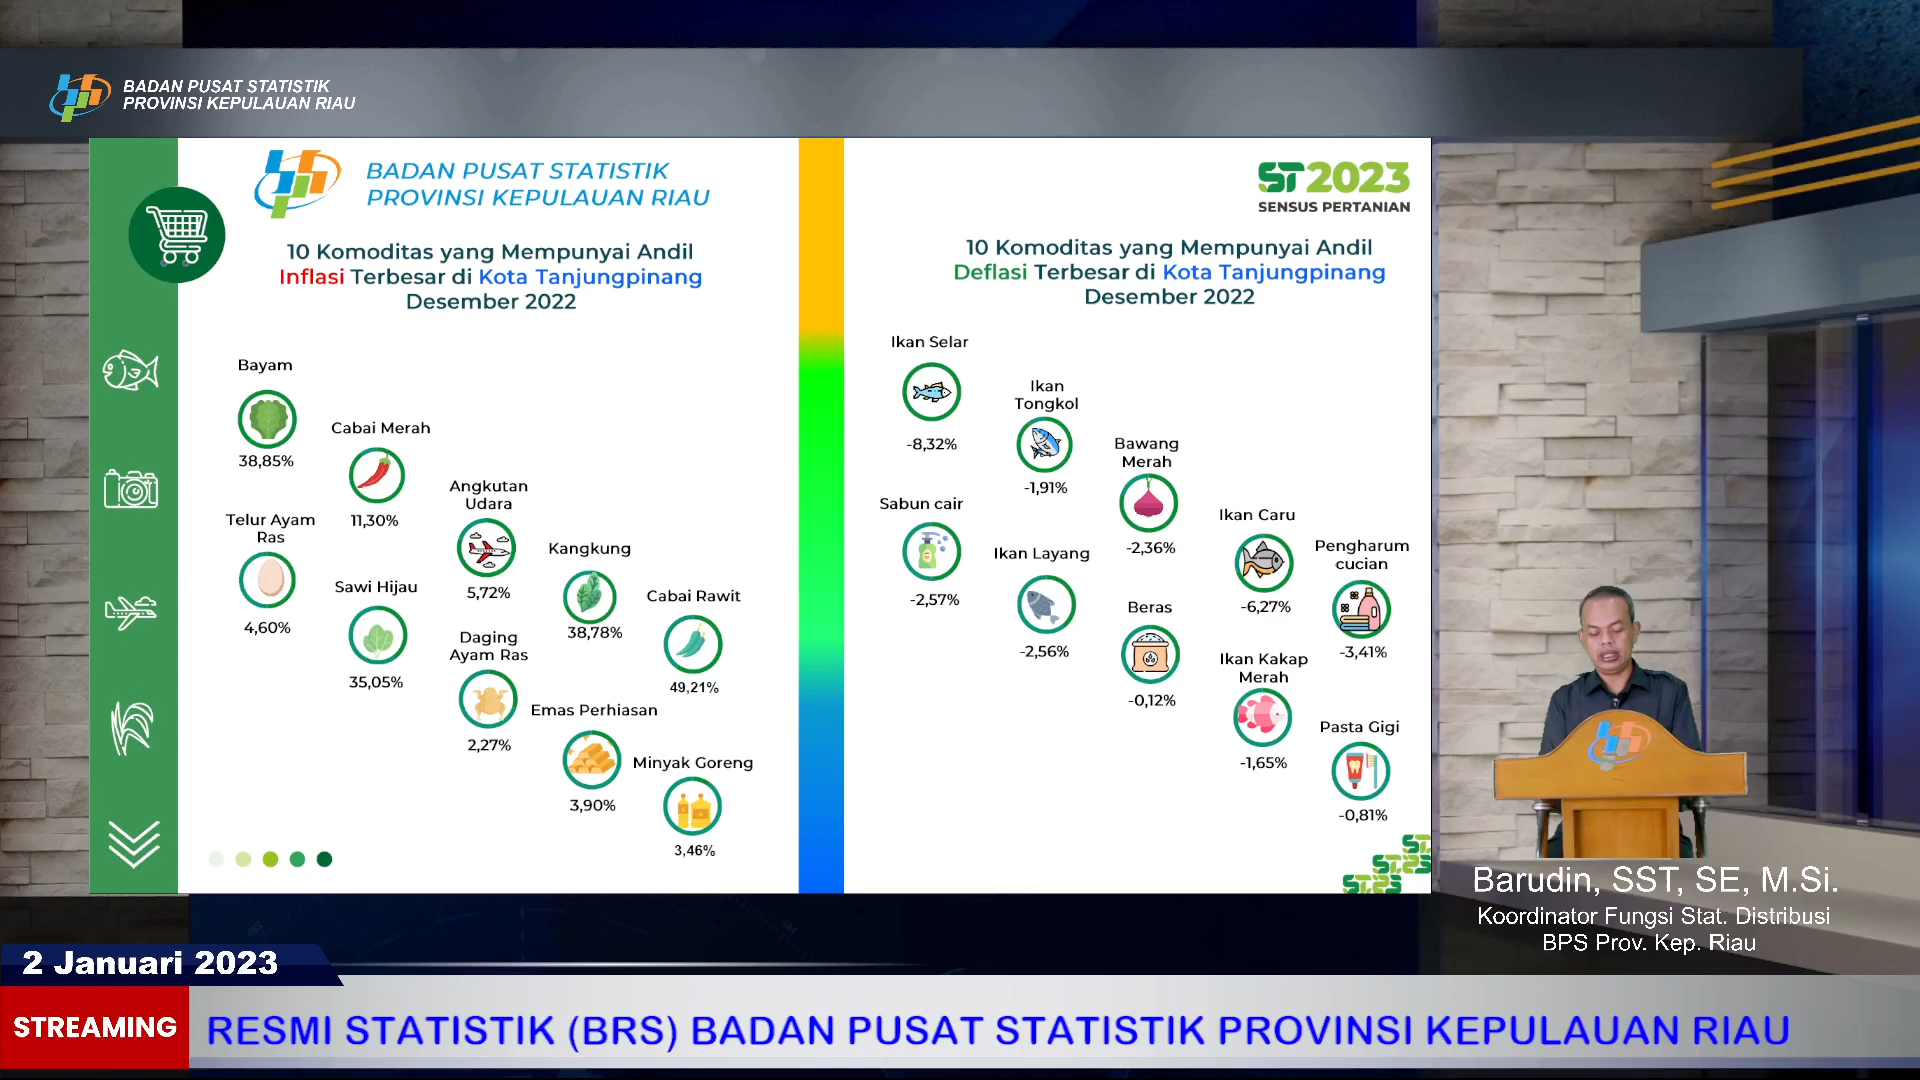 BADAN PUSAT STATISTIK
PROVINSI KEPULAUAN RIAU
BADAN PUSAT STATISTIK
PROVINSI KEPULAUAN RIAU
10 Komoditas yang Mempunyai Andil
Inflasi Terbesar di Kota Tanjungpinang
Desember 2022
Bayam
38,85%
Cabai Merah
11,30%
Angkutan
Udara
5,72%
Kangkung
38,78%
Cabai Rawit
49,21%
Telur Ayam
Ras
4,60%
Sawi Hijau
35,05%
Daging
Ayam Ras
2,27%
Emas Perhiasan
3,90%
Minyak Goreng
3,46%
ST2023
SENSUS PERTANIAN
10 Komoditas yang Mempunyai Andil
Deflasi Terbesar di Kota Tanjungpinang
Desember 2022
Ikan Selar
-8,32%
Ikan
Tongkol
-1,91%
Bawang
Merah
-2,36%
Ikan Caru
-6,27%
Pengharum
cucian
-3,41%
Sabun cair
-2,57%
Ikan Layang
-2,56%
Beras
-0,12%
Ikan Kakap
Merah
-1,65%
Pasta Gigi
-0,81%
Barudin, SST, SE, M.Si.
Koordinator Fungsi Stat. Distribusi
BPS Prov. Kep. Riau
2 Januari 2023
STREAMING
RESMI STATISTIK (BRS) BADAN PUSAT STATISTIK PROVINSI KEPULAUAN RIAU